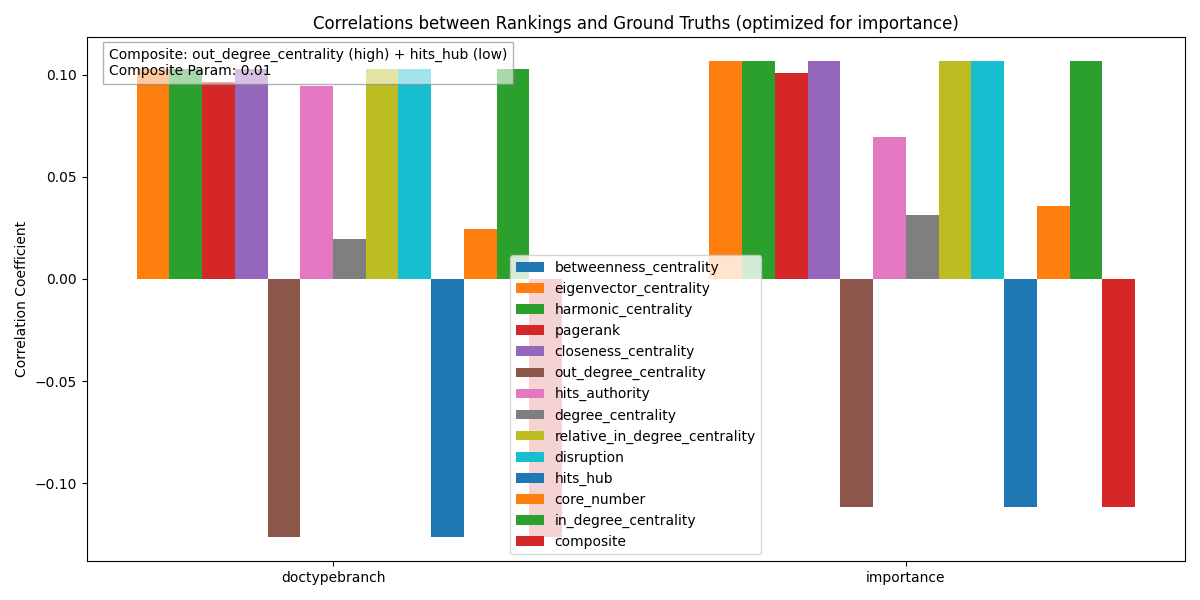 Correlations between Rankings and Ground Truths (optimized for importance)
Composite: out_degree_centrality (high) + hits_hub (low)
Composite Param: 0.01
Correlation Coefficient
0.10
0.05
0.00
−0.05
−0.10
betweenness_centrality
eigenvector_centrality
harmonic_centrality
pagerank
closeness_centrality
out_degree_centrality
hits_authority
degree_centrality
relative_in_degree_centrality
disruption
hits_hub
core_number
in_degree_centrality
composite
doctypebranch
importance